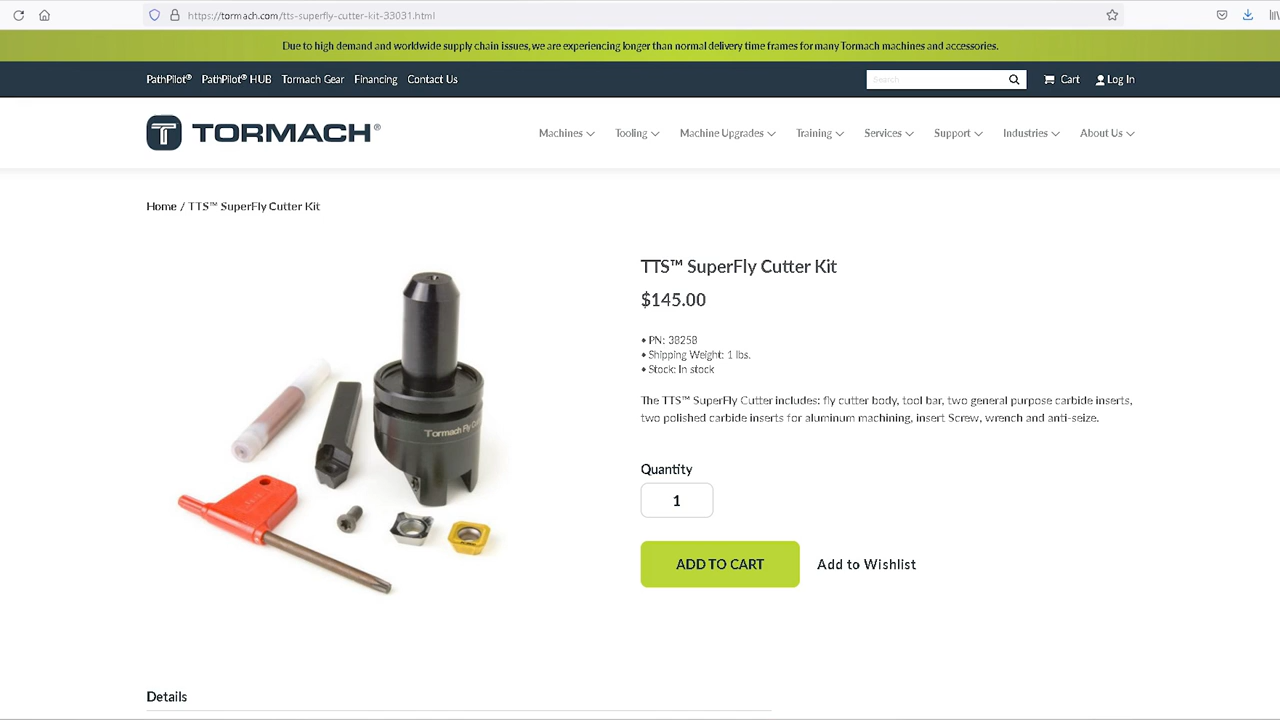 https://tormach.com/tts-superfly-cutter-kit-33031.html
Due to high demand and worldwide supply chain issues, we are experiencing longer than normal delivery time frames for many Tormach machines and accessories.
PathPilot® PathPilot® HUB Tormach Gear Financing Contact Us
Search
Cart Log In
TORMACH®
Machines Tooling Machine Upgrades Training Services Support Industries About Us
Home / TTS™ SuperFly Cutter Kit
TTS™ SuperFly Cutter Kit
$145.00
• PN: 38258
• Shipping Weight: 1 lbs.
• Stock: In stock
The TTS™ SuperFly Cutter includes: fly cutter body, tool bar, two general purpose carbide inserts,
two polished carbide inserts for aluminum machining, insert Screw, wrench and anti-seize.
Tormach Fly
Quantity
1
ADD TO CART Add to Wishlist
Details